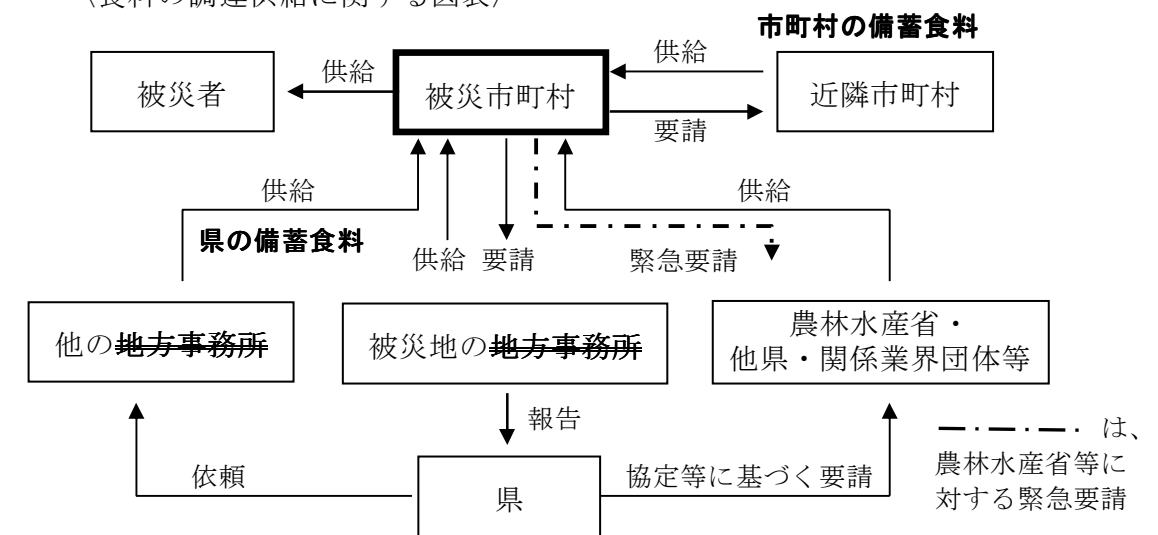 （食料の調達供給に関する図表）
市町村の備蓄食料
被災者
供給
被災市町村
供給
要請
近隣市町村
供給
県の備蓄食料
供給
要請
緊急要請
供給
他の地方事務所
被災地の地方事務所
農林水産省・
他県・関係業界団体等
報告
依頼
県
協定等に基づく要請
は、
農林水産省等に
対する緊急要請